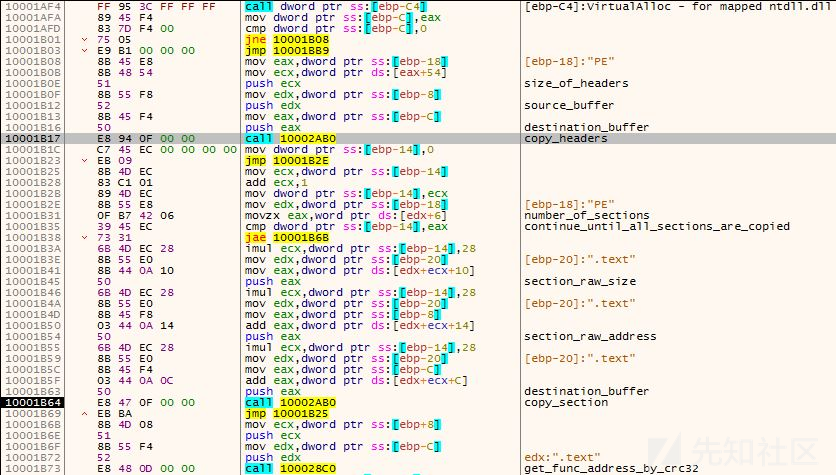 10001AF4 FF 95 3C FF FF FF call dword ptr ss:[ebp-C4] [ebp-C4]:VirtualAlloc - for mapped ntdll.dll
10001AFA 89 45 F4 mov dword ptr ss:[ebp-C],eax
10001AFD 83 7D F4 00 cmp dword ptr ss:[ebp-C],0
10001B01 75 05 jne 10001B08
10001B03 E9 B1 00 00 00 jmp 10001BB9
10001B08 8B 45 E8 mov eax,dword ptr ss:[ebp-18] [ebp-18]:"PE"
10001B0B 8B 48 54 mov ecx,dword ptr ds:[eax+54]
10001B0E 51 push ecx size_of_headers
10001B0F 8B 55 F8 mov edx,dword ptr ss:[ebp-8]
10001B12 52 push edx source_buffer
10001B13 8B 45 F4 mov eax,dword ptr ss:[ebp-C]
10001B16 50 push eax destination_buffer
10001B17 E8 94 0F 00 00 call 10002AB0 copy_headers
10001B1C C7 45 EC 00 00 00 00 mov dword ptr ss:[ebp-14],0
10001B23 EB 09 jmp 10001B2E
10001B25 8B 4D EC mov ecx,dword ptr ss:[ebp-14]
10001B28 83 C1 01 add ecx,1
10001B2B 89 4D EC mov dword ptr ss:[ebp-14],ecx
10001B2E 8B 55 E8 mov edx,dword ptr ss:[ebp-18] [ebp-18]:"PE"
10001B31 0F B7 42 06 movzx eax,word ptr ds:[edx+6] number_of_sections
10001B35 39 45 EC cmp dword ptr ss:[ebp-14],eax continue_until_all_sections_are_copied
10001B38 73 31 jae 10001B6B
10001B3A 6B 4D EC 28 imul ecx,dword ptr ss:[ebp-14],28
10001B3E 8B 55 E0 mov edx,dword ptr ss:[ebp-20] [ebp-20]:".text"
10001B41 8B 44 0A 10 mov eax,dword ptr ds:[edx+ecx+10]
10001B45 50 push eax section_raw_size
10001B46 6B 4D EC 28 imul ecx,dword ptr ss:[ebp-14],28
10001B4A 8B 55 E0 mov edx,dword ptr ss:[ebp-20] [ebp-20]:".text"
10001B4D 8B 45 F8 mov eax,dword ptr ss:[ebp-8]
10001B50 03 44 0A 14 add eax,dword ptr ds:[edx+ecx+14]
10001B54 50 push eax section_raw_address
10001B55 6B 4D EC 28 imul ecx,dword ptr ss:[ebp-14],28
10001B59 8B 55 E0 mov edx,dword ptr ss:[ebp-20] [ebp-20]:".text"
10001B5C 8B 45 F4 mov eax,dword ptr ss:[ebp-C]
10001B5F 03 44 0A 0C add eax,dword ptr ds:[edx+ecx+C]
10001B63 50 push eax destination_buffer
10001B64 E8 47 0F 00 00 call 10002AB0 copy_section
10001B69 EB BA jmp 10001B25
10001B6B 8B 4D 08 mov ecx,dword ptr ss:[ebp+8]
10001B6E 51 push ecx
10001B6F 8B 55 F4 mov edx,dword ptr ss:[ebp-C]
10001B72 52 push edx edx:".text"
10001B73 E8 48 0D 00 00 call 100028C0 get_func_address_by_crc32
先知社区